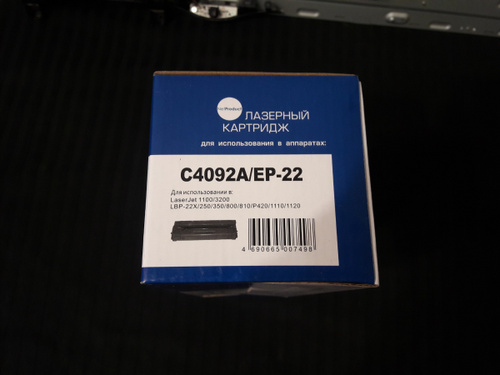 NetProduct
ЛАЗЕРНЫЙ
КАРТРИДЖ
для использования в аппаратах:
C4092A/EP-22
Для использования в:
LaserJet 1100/3200
LBP-22X/250/350/800/810/P420/1110/1120
4 690665 007498